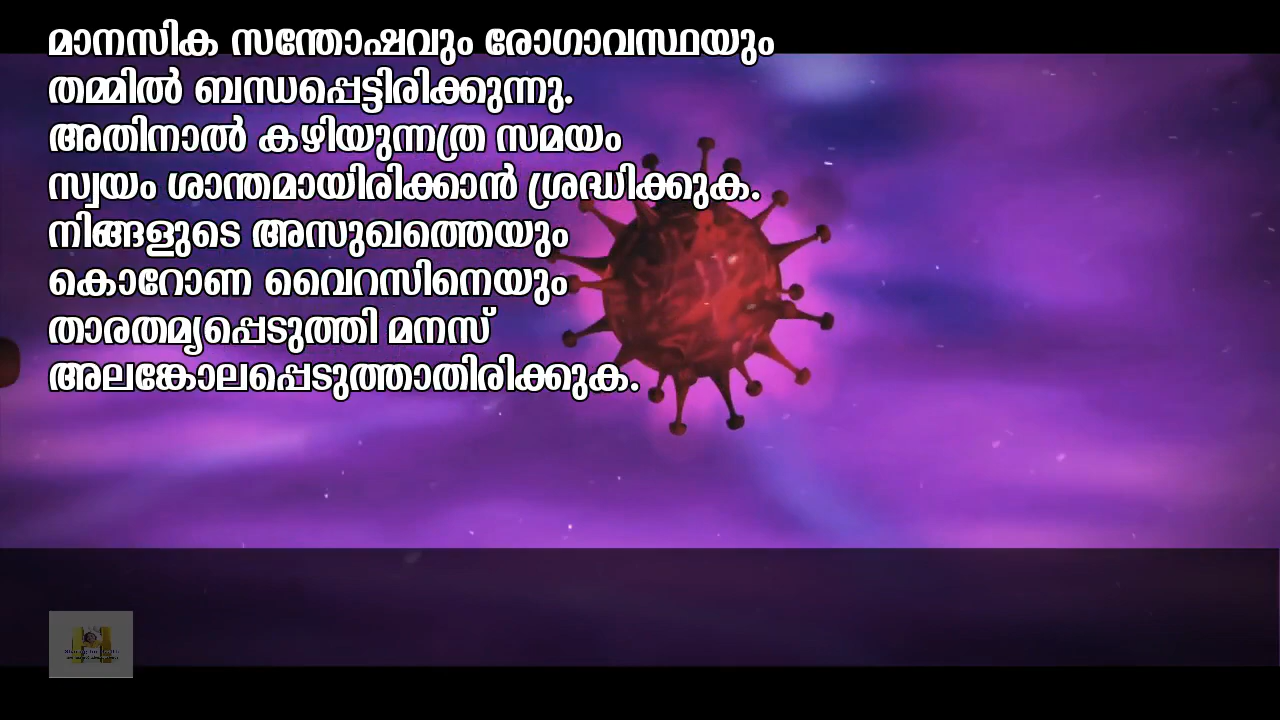 മാനസിക സന്തോഷവും രോഗാവസ്ഥയും
തമ്മിൽ ബന്ധപ്പെട്ടിരിക്കുന്നു.
അതിനാൽ കഴിയുന്നത്ര സമയം
സ്വയം ശാന്തമായിരിക്കാൻ ശ്രദ്ധിക്കുക.
നിങ്ങളുടെ അസുഖത്തെയും
കൊറോണ വൈറസിനെയും
താരതമ്യപ്പെടുത്തി മനസ്
അലങ്കോലപ്പെടുത്താതിരിക്കുക.